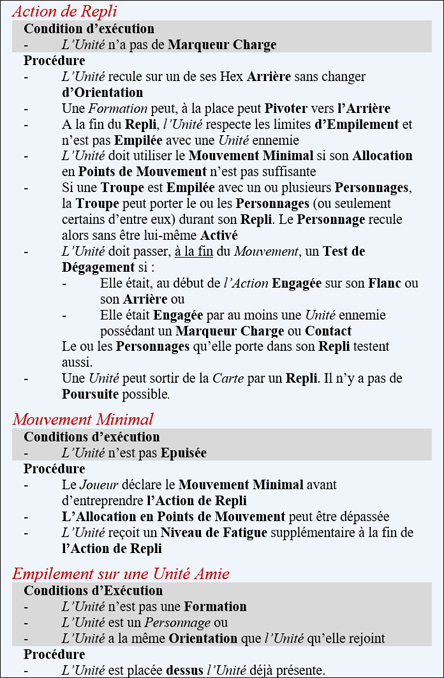 Action de Repli
Condition d'exécution
- L'Unité n'a pas de Marqueur Charge
Procédure
- L'Unité recule sur un de ses Hex Arrière sans changer
d'Orientation
- Une Formation peut, à la place peut Pivoter vers l'Arrière
- A la fin du Repli, l'Unité respecte les limites d'Empilement et
n'est pas Empilée avec une Unité ennemie
- L'Unité doit utiliser le Mouvement Minimal si son Allocation
en Points de Mouvement n'est pas suffisante
- Si une Troupe est Empilée avec un ou plusieurs Personnages,
la Troupe peut porter le ou les Personnages (ou seulement
certains d'entre eux) durant son Repli. Le Personnage recule
alors sans être lui-même Activé
- L'Unité doit passer, à la fin du Mouvement, un Test de
Dégagement si :
- Elle était, au début de l'Action Engagée sur son Flanc ou
son Arrière ou
- Elle était Engagée par au moins une Unité ennemie
possédant un Marqueur Charge ou Contact
Le ou les Personnages qu'elle porte dans son Repli testent
aussi.
- Une Unité peut sortir de la Carte par un Repli. Il n'y a pas de
Poursuite possible.
Mouvement Minimal
Conditions d'exécution
- L'Unité n'est pas Epuisée
Procédure
- Le Joueur déclare le Mouvement Minimal avant
d'entreprendre l'Action de Repli
- L'Allocation en Points de Mouvement peut être dépassée
- L'Unité reçoit un Niveau de Fatigue supplémentaire à la fin de
l'Action de Repli
Empilement sur une Unité Amie
Conditions d'Exécution
- L'Unité n'est pas une Formation
- L'Unité est un Personnage ou
- L'Unité a la même Orientation que l'Unité qu'elle rejoint
Procédure
- L'Unité est placée dessus l'Unité déjà présente.